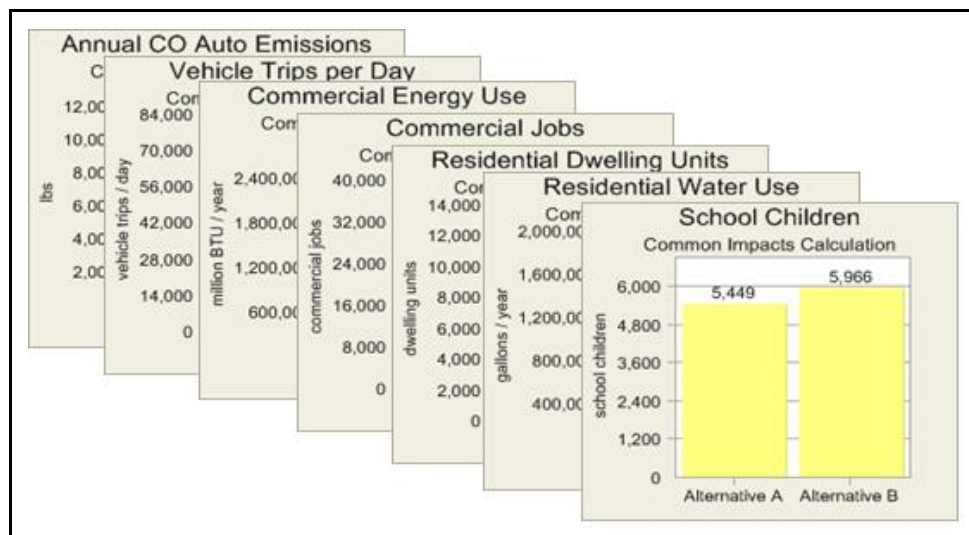 Annual CO Auto Emissions
C
12,00
10,00
8,00
6,00
4,00
2,00
lbs
Vehicle Trips per Day
Con
84,000
70,000
56,000
42,000
28,000
14,000
0
vehicle trips / day
Commercial Energy Use
Com
2,400,00
1,800,00
1,200,00
600,00
million BTU / year
Commercial Jobs
Con
40,000
32,000
24,000
16,000
8,000
0
commercial jobs
Residential Dwelling Units
Co
14,000
12,000
10,000
8,000
6,000
4,000
2,000
0
dwelling units
Residential Water Use
Com
2,000,00
1,600,00
1,200,00
800,00
400,00
gallons / year
School Children
Common Impacts Calculation
6,000
4,800
3,600
2,400
1,200
0
school children
5,449
5,966
Alternative A Alternative B